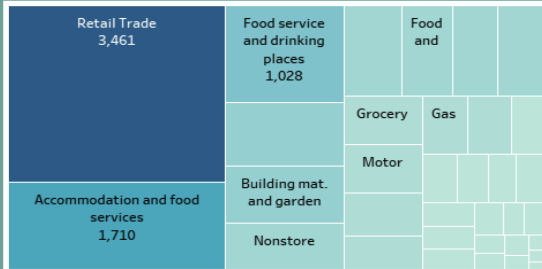 Retail Trade
3,461
Accommodation and food
services
1,710
Food service
and drinking
places
1,028
Building mat.
and garden
Nonstore
Food
and
Grocery
Gas
Motor